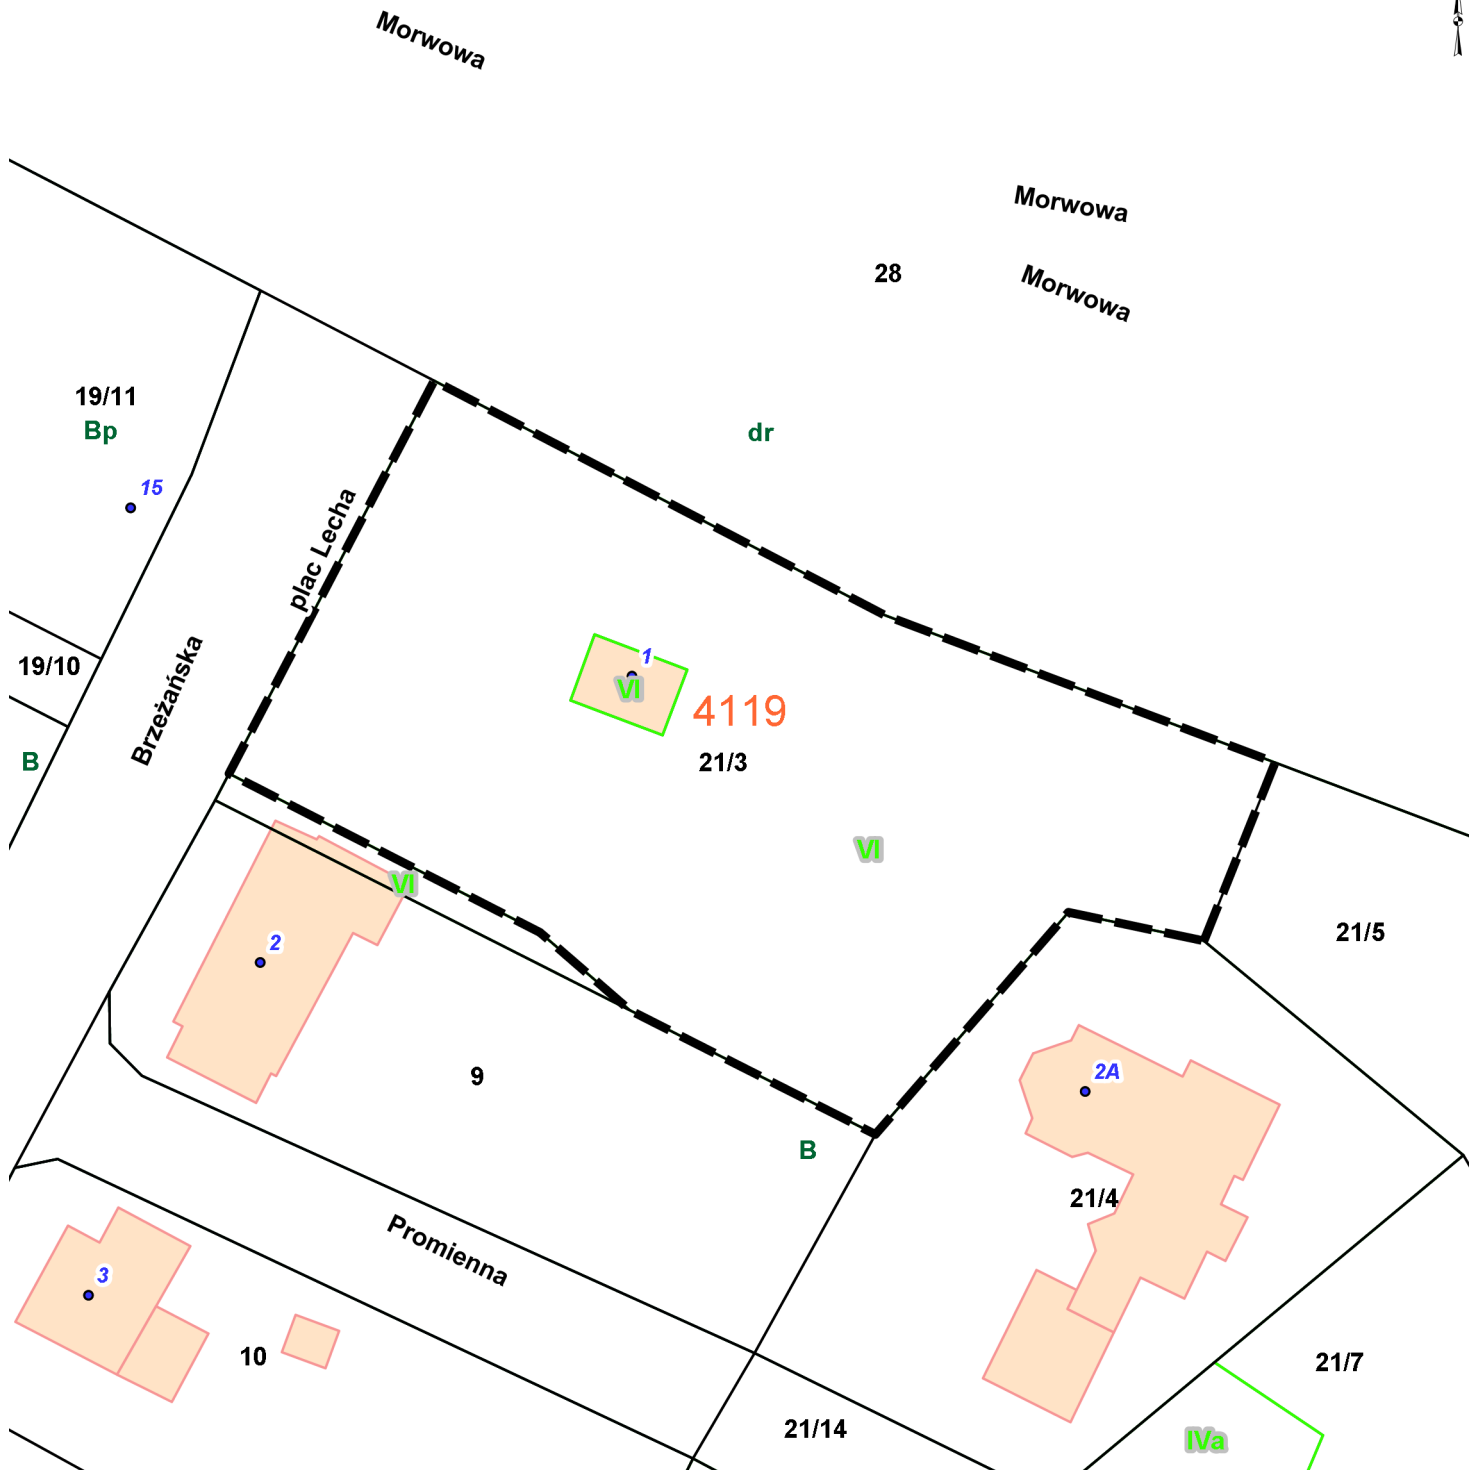 Morwowa
Morwowa
28
Morwowa
19/11
Bp
dr
15
plac Lecha
Brzeżańska
1
VI
19/10
4119
B
21/3
VI
VI
21/5
2
9
2A
B
21/4
Promienna
3
10
21/7
21/14
IVa